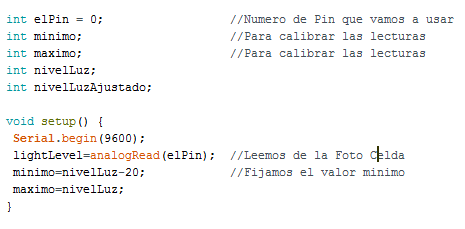 int elPin = 0; //Numero de Pin que vamos a usar
int minimo; //Para calibrar las lecturas
int maximo; //Para calibrar las lecturas
int nivelLuz;
int nivelLuzAjustado;
void setup() {
Serial.begin(9600);
lightLevel=analogRead(elPin); //Leemos de la Foto Celda
minimo=nivelLuz-20; //Fijamos el valor minimo
maximo=nivelLuz;
}